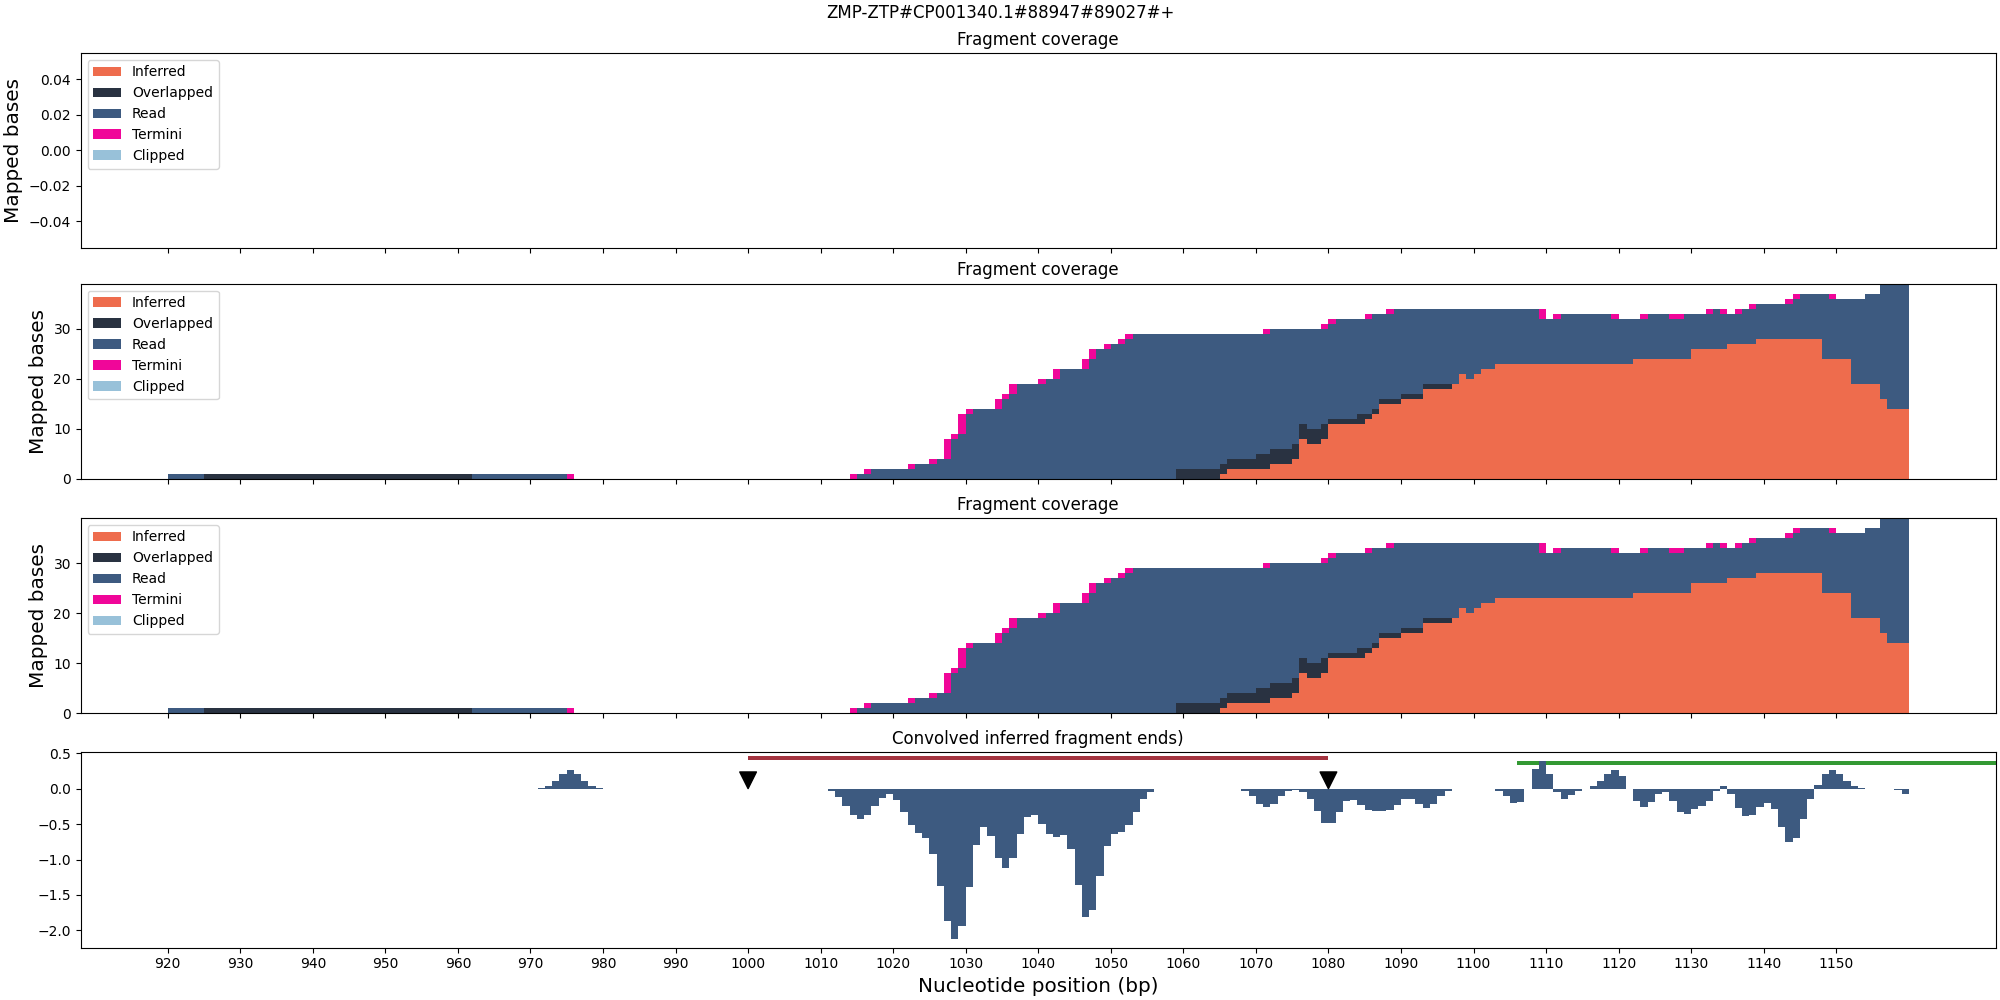 ZMP-ZTP#CP001340.1#88947#89027#+
Fragment coverage
Mapped bases
0.04
0.02
0.00
−0.02
−0.04
Inferred
Overlapped
Read
Termini
Clipped
Fragment coverage
Mapped bases
30
20
10
0
Inferred
Overlapped
Read
Termini
Clipped
Fragment coverage
Mapped bases
30
20
10
0
Inferred
Overlapped
Read
Termini
Clipped
Convolved inferred fragment ends)
0.5
0.0
−0.5
−1.0
−1.5
−2.0
920 930 940 950 960 970 980 990 1000 1010 1020 1030 1040 1050 1060 1070 1080 1090 1100 1110 1120 1130 1140 1150
Nucleotide position (bp)